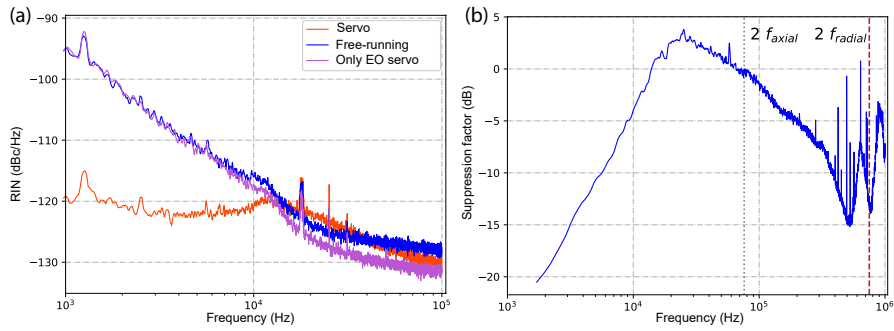 (a)
−90
−100
−110
−120
−130
RIN (dBc/Hz)
Servo
Free-running
Only EO servo
10³
10⁴
10⁵
Frequency (Hz)
(b)
5
0
−5
−10
−15
−20
Suppression factor (dB)
2 f_axial
2 f_radial
10³
10⁴
10⁵
10⁶
Frequency (Hz)